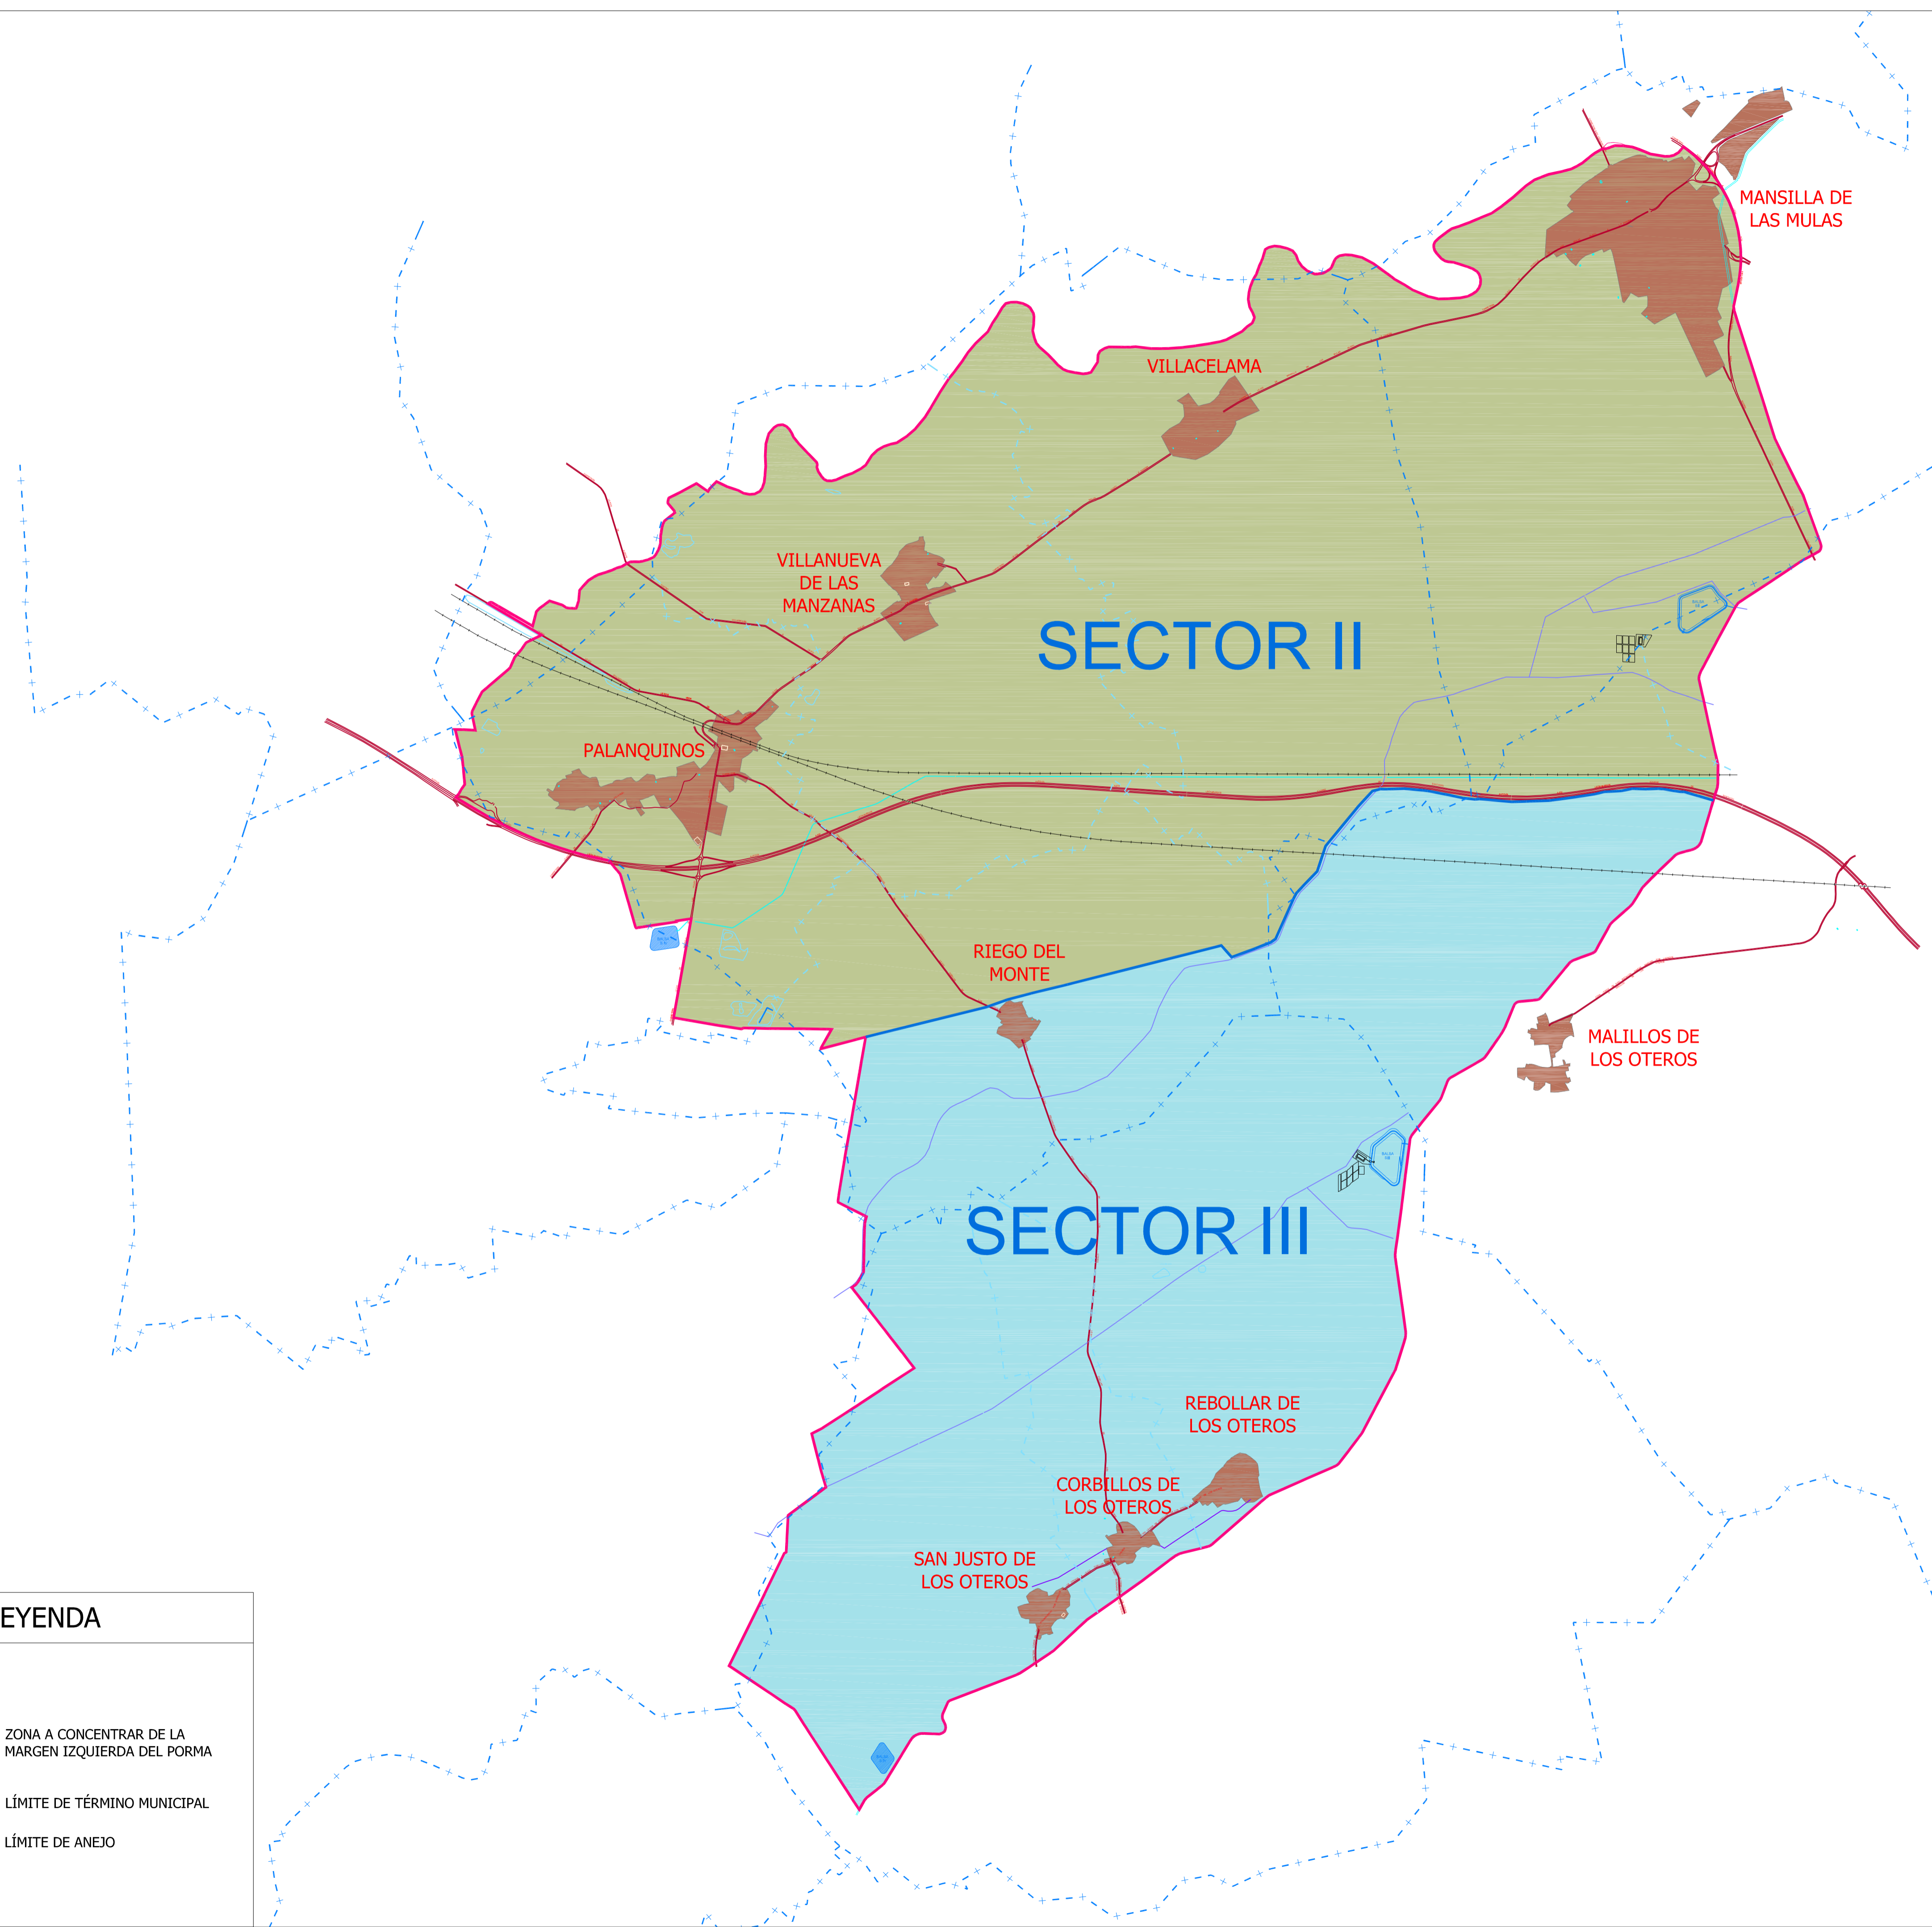 MANSILLA DE
LAS MULAS
VILLACELAMA
VILLANUEVA
DE LAS
MANZANAS
SECTOR II
PALANQUINOS
RIEGO DEL
MONTE
MALILLOS DE
LOS OTEROS
SECTOR III
REBOLLAR DE
LOS OTEROS
CORBILLOS DE
LOS OTEROS
SAN JUSTO DE
LOS OTEROS
EYENDA
ZONA A CONCENTRAR DE LA
MARGEN IZQUIERDA DEL PORMA
LÍMITE DE TÉRMINO MUNICIPAL
LÍMITE DE ANEJO